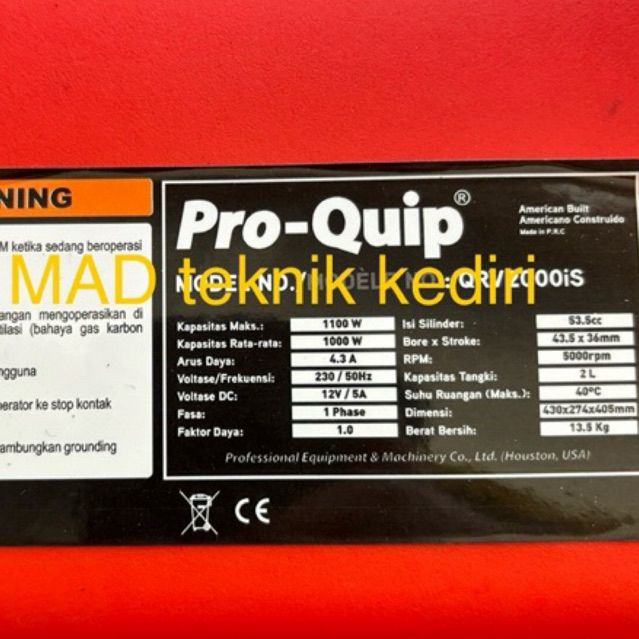 NING
M ketika sedang beroperasi
angan mengoperasikan di
tilasi (bahaya gas karbon
ngguna
nerator ke stop kontak
yambungkan grounding
Pro-Quip®
American Built
Americano Construido
Made in P.R.C
MODEL NO./MODÈLE NO.: QRV2000iS
MAD teknik kediri
Kapasitas Maks.: 1100 W
Kapasitas Rata-rata: 1000 W
Arus Daya: 4.3 A
Voltase/Frekuensi: 230 / 50Hz
Voltase DC: 12V / 5A
Fasa: 1 Phase
Faktor Daya: 1.0
Isi Silinder: 53.5cc
Bore x Stroke: 43.5 x 36mm
RPM: 5000rpm
Kapasitas Tangki: 2 L
Suhu Ruangan (Maks.): 40ºC
Dimensi: 430x274x405mm
Berat Bersih: 13.5 Kg
Professional Equipment & Machinery Co., Ltd. (Houston, USA)
CE